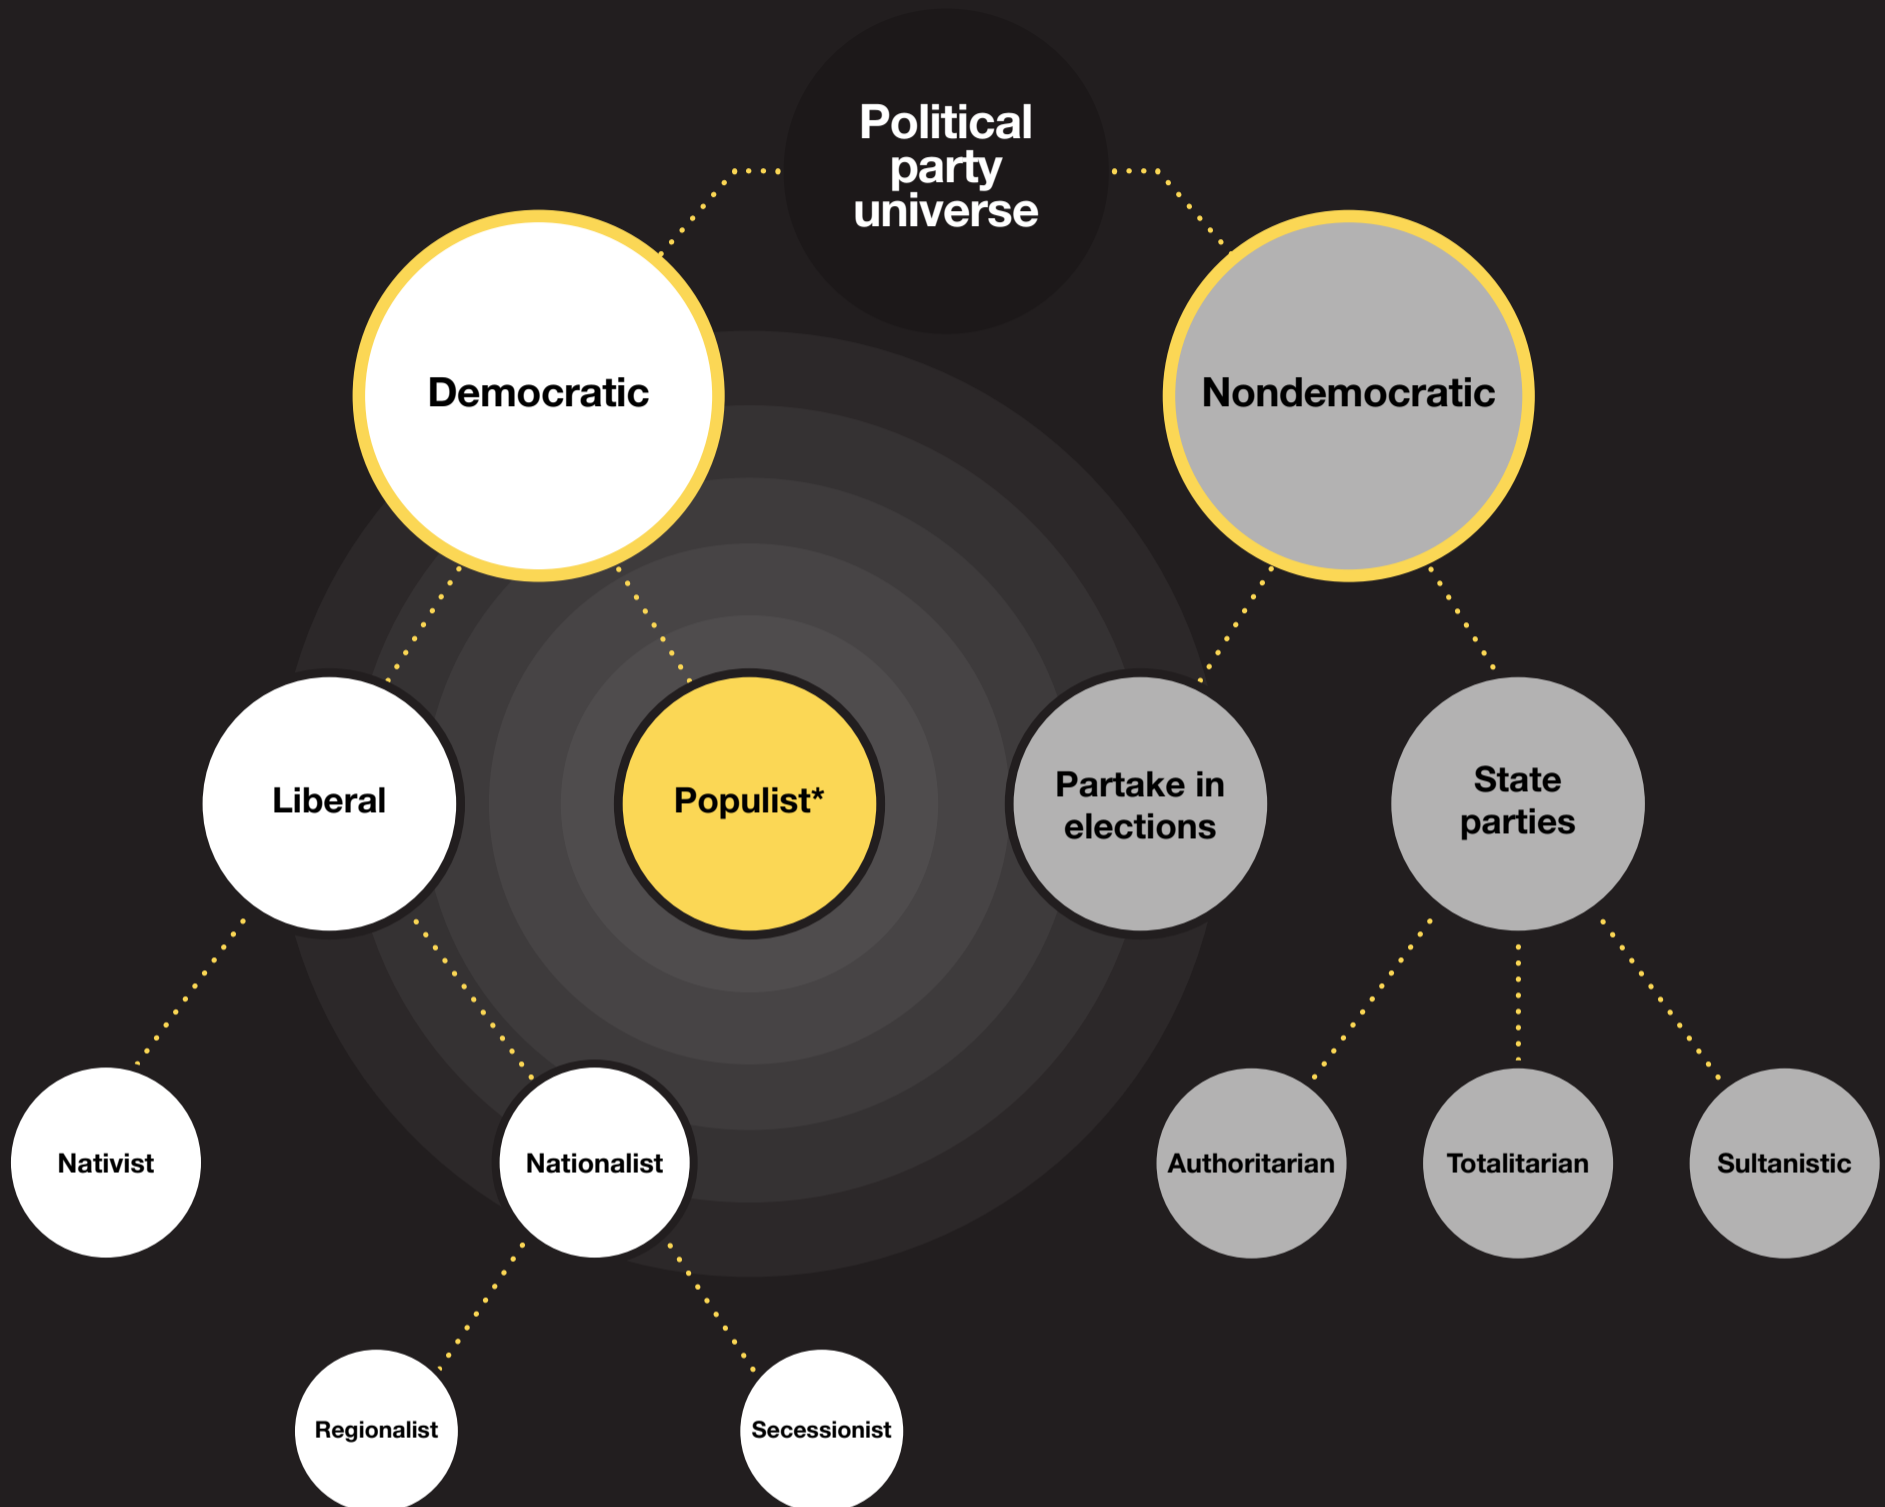 Political
party
universe
Democratic
Nondemocratic
Liberal
Populist*
Partake in
elections
State
parties
Nativist
Nationalist
Authoritarian
Totalitarian
Sultanistic
Regionalist
Secessionist